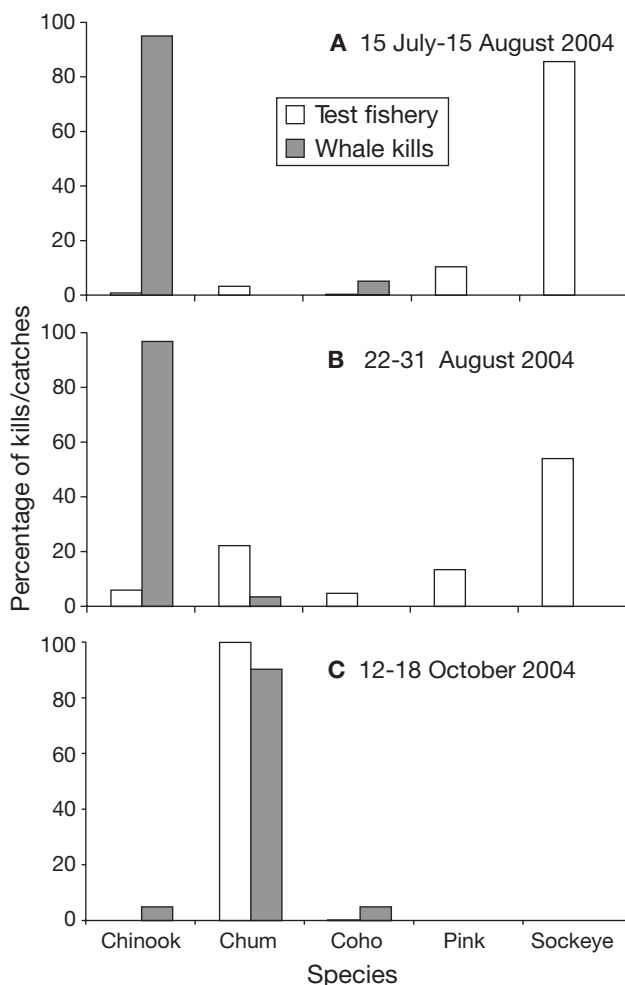 Percentage of kills/catches
A 15 July-15 August 2004
Test fishery
Whale kills
100
80
60
40
20
0
B 22-31 August 2004
100
80
60
40
20
0
C 12-18 October 2004
100
80
60
40
20
0
Chinook Chum Coho Pink Sockeye
Species